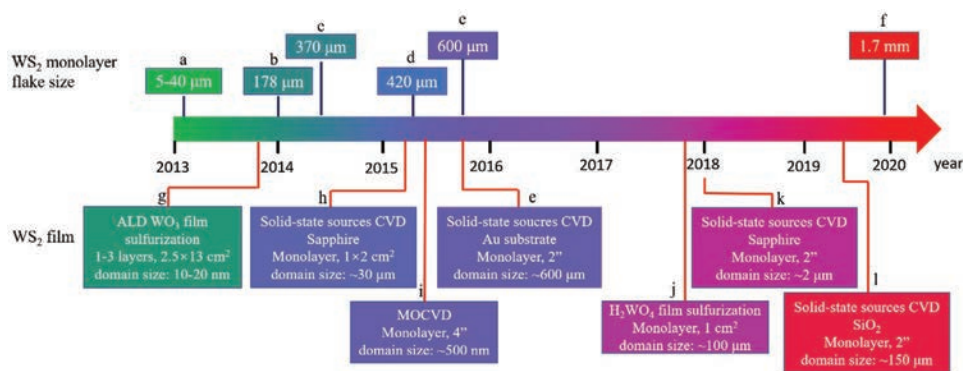 c
e
f
370 μm
600 μm
1.7 mm
WS₂ monolayer
flake size
a
b
d
5-40 μm
178 μm
420 μm
2013
2014
2015
2016
2017
2018
2019
2020
year
g
h
e
k
WS₂ film
ALD WO₃ film
sulfurization
1-3 layers, 2.5×13 cm²
domain size: 10-20 nm
Solid-state sources CVD
Sapphire
Monolayer, 1×2 cm²
domain size: ~30 μm
Solid-state soucres CVD
Au substrate
Monolayer, 2”
domain size: ~600 μm
Solid-state sources CVD
Sapphire
Monolayer, 2”
domain size: ~2 μm
i
j
l
MOCVD
Monolayer, 4”
domain size: ~500 nm
H₂WO₄ film sulfurization
Monolayer, 1 cm²
domain size: ~100 μm
Solid-state sources CVD
SiO₂
Monolayer, 2”
domain size: ~150 μm